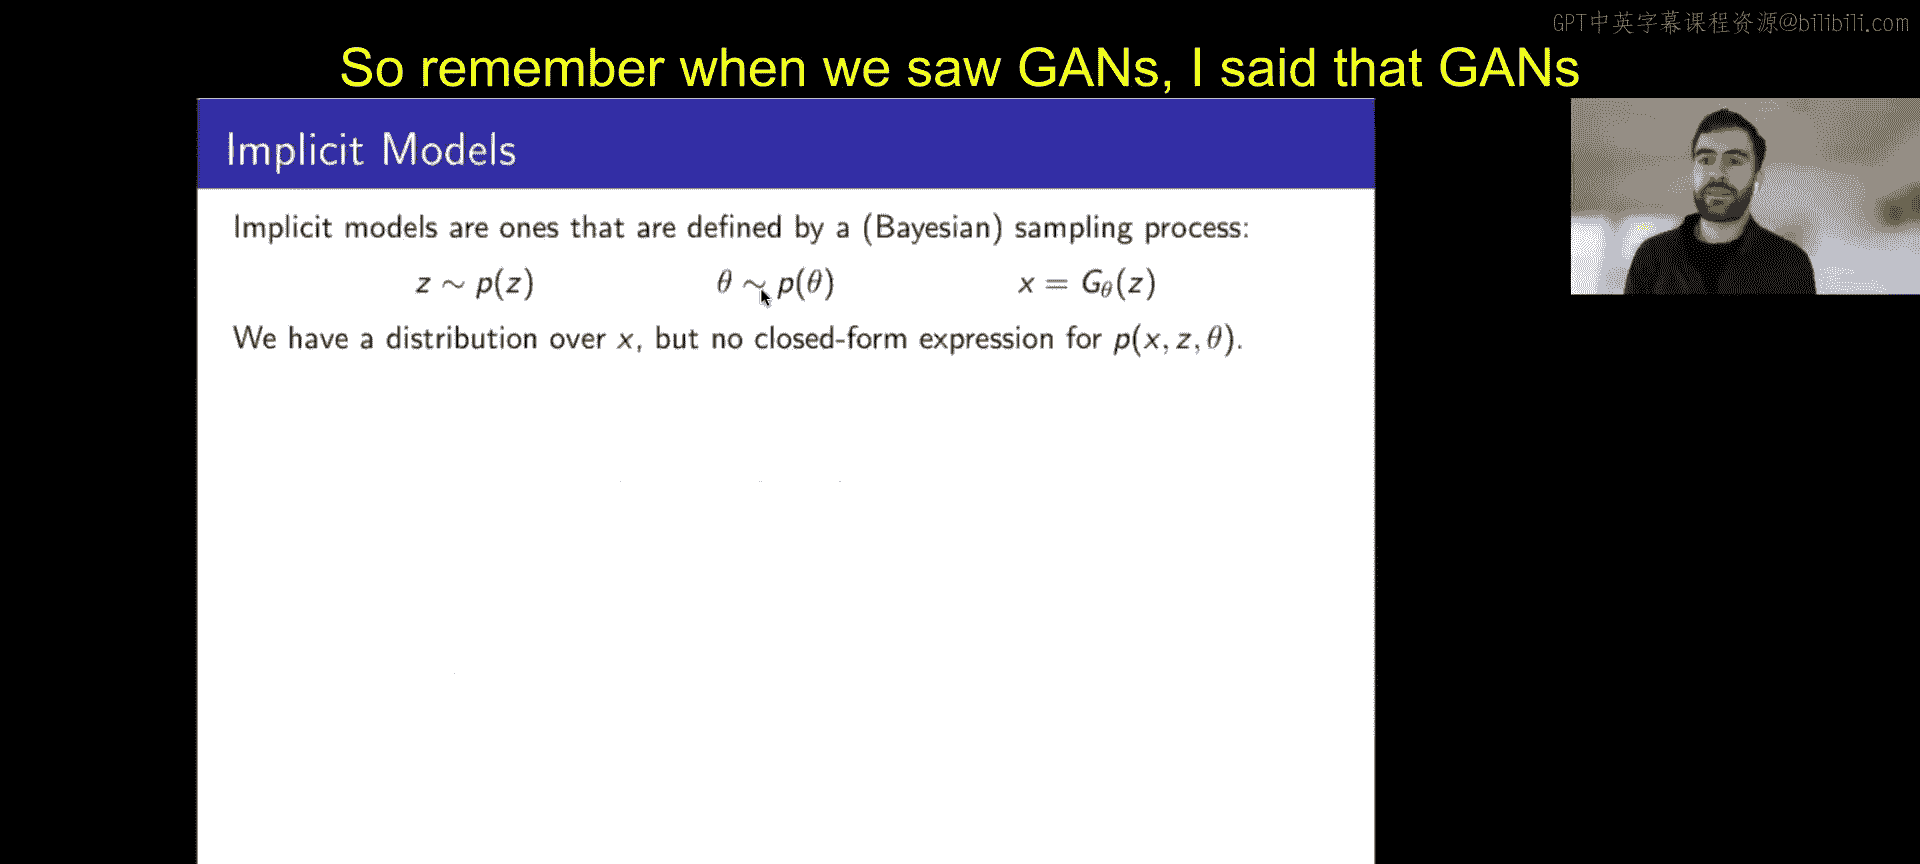 GPT中英字幕课程资源@bilibili.com
So remember when we saw GANs, I said that GANs
Implicit Models
Implicit models are ones that are defined by a (Bayesian) sampling process:
z ∼ p(z) θ ∼ p(θ) x = G_θ(z)
We have a distribution over x, but no closed-form expression for p(x, z, θ).